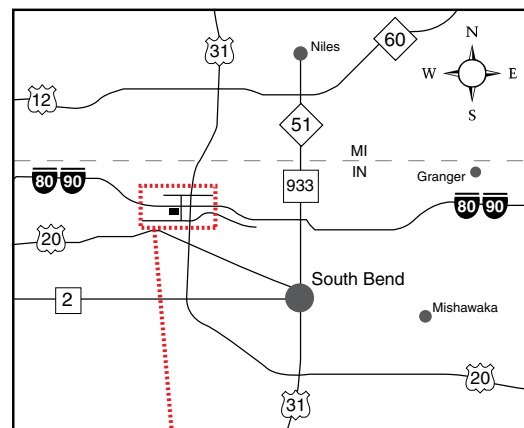 31
60
Niles
N
W E
S
12
51
MI
IN
Granger
80 90
933
80 90
20
South Bend
2
Mishawaka
20
31